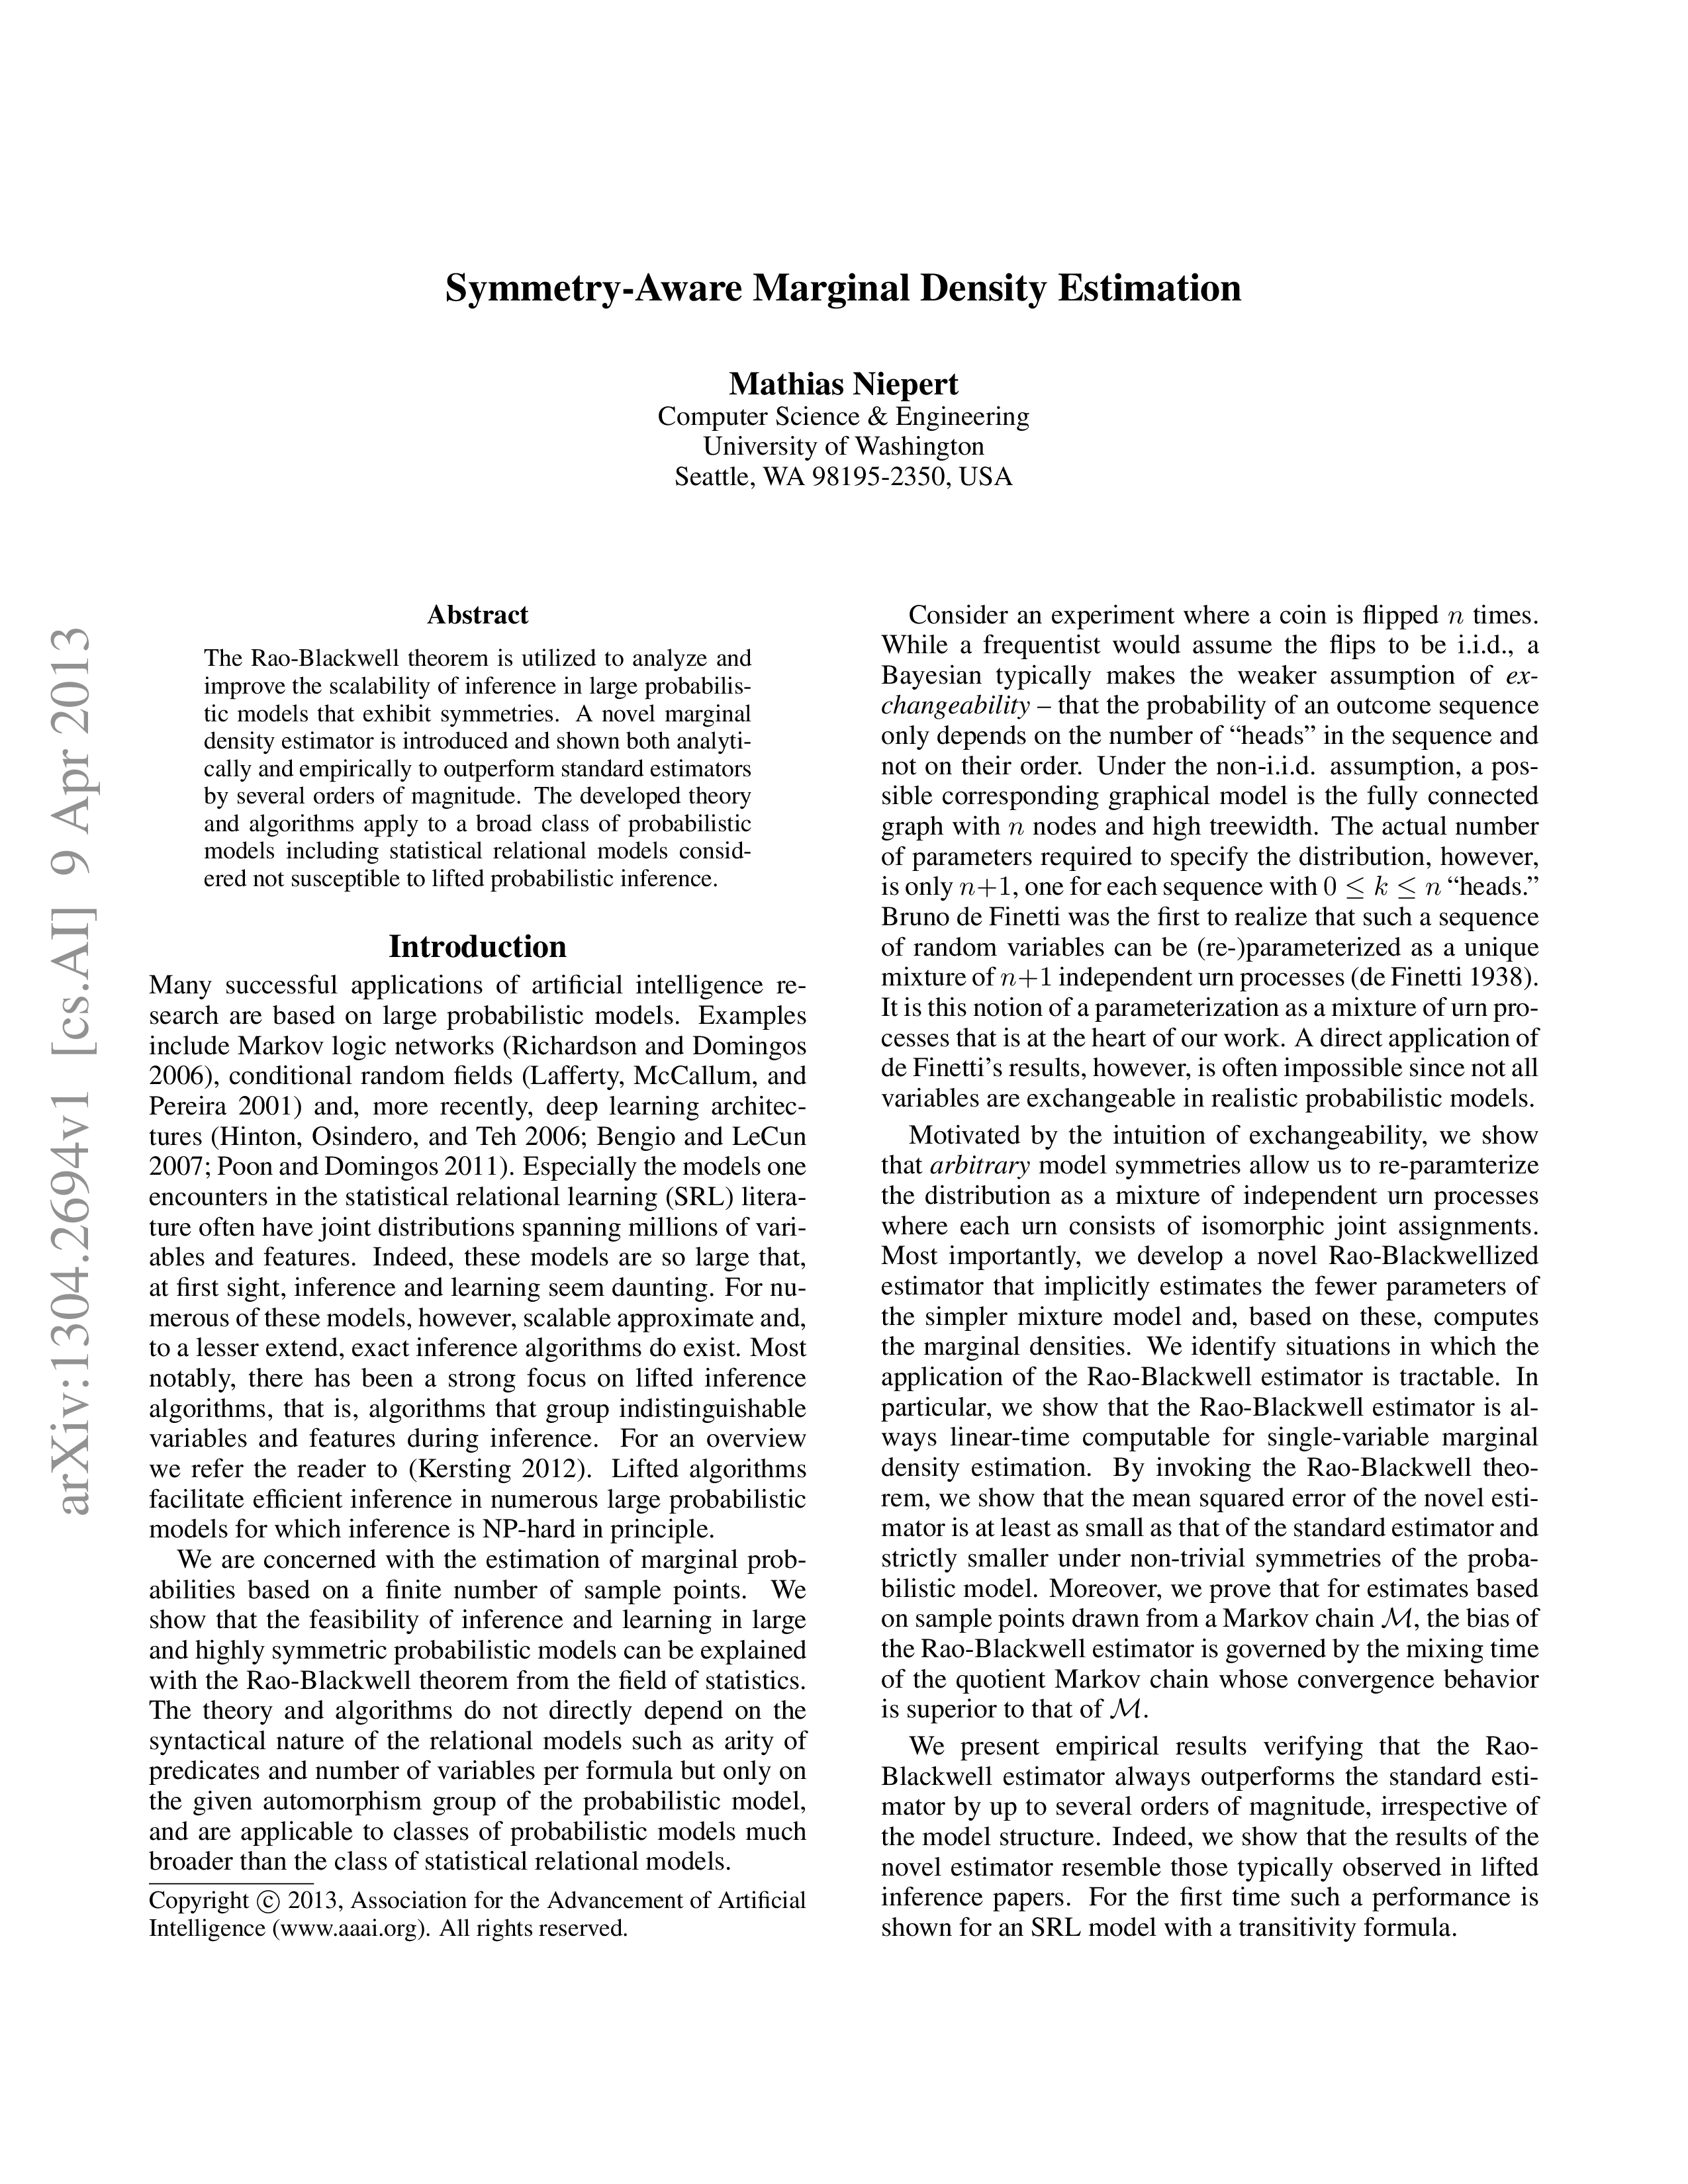 Symmetry-Aware Marginal Density Estimation
Mathias Niepert
Computer Science & Engineering
University of Washington
Seattle, WA 98195-2350, USA
arXiv:1304.2694v1 [cs.AI] 9 Apr 2013
Abstract
The Rao-Blackwell theorem is utilized to analyze and
improve the scalability of inference in large probabilis-
tic models that exhibit symmetries. A novel marginal
density estimator is introduced and shown both analyti-
cally and empirically to outperform standard estimators
by several orders of magnitude. The developed theory
and algorithms apply to a broad class of probabilistic
models including statistical relational models consid-
ered not susceptible to lifted probabilistic inference.
Introduction
Many successful applications of artificial intelligence re-
search are based on large probabilistic models. Examples
include Markov logic networks (Richardson and Domingos
2006), conditional random fields (Lafferty, McCallum, and
Pereira 2001) and, more recently, deep learning architec-
tures (Hinton, Osindero, and Teh 2006; Bengio and LeCun
2007; Poon and Domingos 2011). Especially the models one
encounters in the statistical relational learning (SRL) litera-
ture often have joint distributions spanning millions of vari-
ables and features. Indeed, these models are so large that,
at first sight, inference and learning seem daunting. For nu-
merous of these models, however, scalable approximate and,
to a lesser extend, exact inference algorithms do exist. Most
notably, there has been a strong focus on lifted inference
algorithms, that is, algorithms that group indistinguishable
variables and features during inference. For an overview
we refer the reader to (Kersting 2012). Lifted algorithms
facilitate efficient inference in numerous large probabilistic
models for which inference is NP-hard in principle.
We are concerned with the estimation of marginal prob-
abilities based on a finite number of sample points. We
show that the feasibility of inference and learning in large
and highly symmetric probabilistic models can be explained
with the Rao-Blackwell theorem from the field of statistics.
The theory and algorithms do not directly depend on the
syntactical nature of the relational models such as arity of
predicates and number of variables per formula but only on
the given automorphism group of the probabilistic model,
and are applicable to classes of probabilistic models much
broader than the class of statistical relational models.
Copyright © 2013, Association for the Advancement of Artificial
Intelligence (www.aaai.org). All rights reserved.
Consider an experiment where a coin is flipped n times.
While a frequentist would assume the flips to be i.i.d., a
Bayesian typically makes the weaker assumption of ex-
changeability – that the probability of an outcome sequence
only depends on the number of “heads” in the sequence and
not on their order. Under the non-i.i.d. assumption, a pos-
sible corresponding graphical model is the fully connected
graph with n nodes and high treewidth. The actual number
of parameters required to specify the distribution, however,
is only n+1, one for each sequence with 0 ≤ k ≤ n “heads.”
Bruno de Finetti was the first to realize that such a sequence
of random variables can be (re-)parameterized as a unique
mixture of n+1 independent urn processes (de Finetti 1938).
It is this notion of a parameterization as a mixture of urn pro-
cesses that is at the heart of our work. A direct application of
de Finetti’s results, however, is often impossible since not all
variables are exchangeable in realistic probabilistic models.
Motivated by the intuition of exchangeability, we show
that arbitrary model symmetries allow us to re-paramterize
the distribution as a mixture of independent urn processes
where each urn consists of isomorphic joint assignments.
Most importantly, we develop a novel Rao-Blackwellized
estimator that implicitly estimates the fewer parameters of
the simpler mixture model and, based on these, computes
the marginal densities. We identify situations in which the
application of the Rao-Blackwell estimator is tractable. In
particular, we show that the Rao-Blackwell estimator is al-
ways linear-time computable for single-variable marginal
density estimation. By invoking the Rao-Blackwell theo-
rem, we show that the mean squared error of the novel esti-
mator is at least as small as that of the standard estimator and
strictly smaller under non-trivial symmetries of the proba-
bilistic model. Moreover, we prove that for estimates based
on sample points drawn from a Markov chain ℳ, the bias of
the Rao-Blackwell estimator is governed by the mixing time
of the quotient Markov chain whose convergence behavior
is superior to that of ℳ.
We present empirical results verifying that the Rao-
Blackwell estimator always outperforms the standard esti-
mator by up to several orders of magnitude, irrespective of
the model structure. Indeed, we show that the results of the
novel estimator resemble those typically observed in lifted
inference papers. For the first time such a performance is
shown for an SRL model with a transitivity formula.